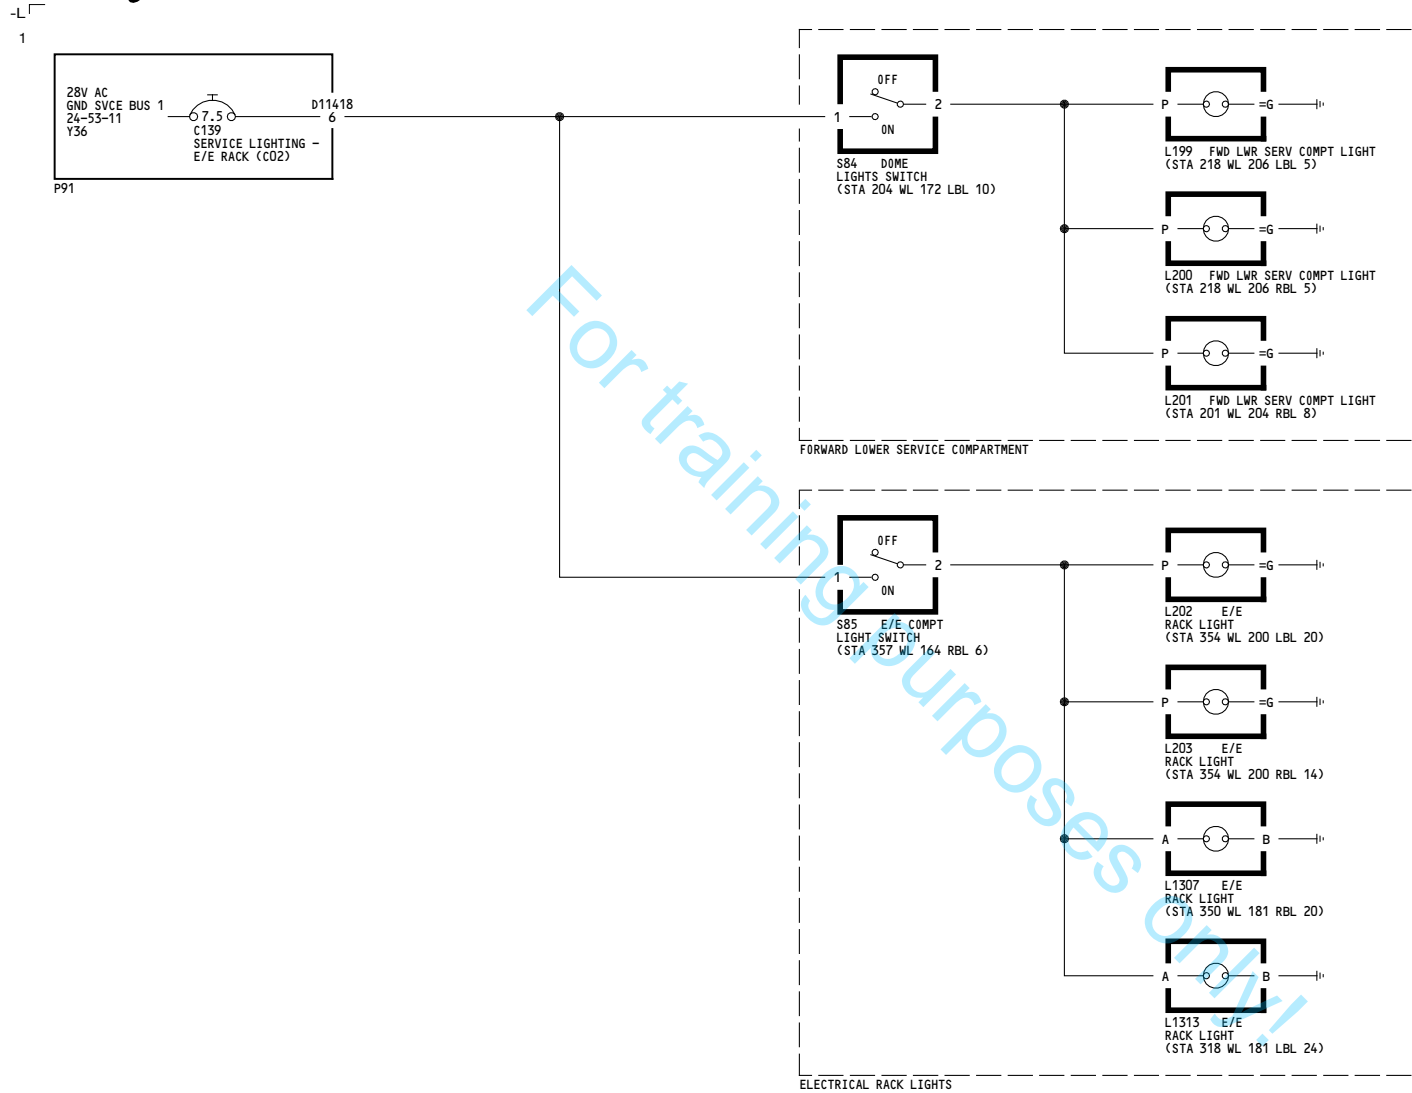 -L
1
28V AC
GND SVCE BUS 1
24-53-11
Y36
7.5
C139
SERVICE LIGHTING –
E/E RACK (C02)
D11418
6
P91
OFF
1
2
ON
S84 DOME
LIGHTS SWITCH
(STA 204 WL 172 LBL 10)
P
=G
L199 FWD LWR SERV COMPT LIGHT
(STA 218 WL 206 LBL 5)
P
=G
L200 FWD LWR SERV COMPT LIGHT
(STA 218 WL 206 RBL 5)
P
=G
L201 FWD LWR SERV COMPT LIGHT
(STA 201 WL 204 RBL 8)
FORWARD LOWER SERVICE COMPARTMENT
OFF
1
2
ON
S85 E/E COMPT
LIGHT SWITCH
(STA 357 WL 164 RBL 6)
P
=G
L202 E/E
RACK LIGHT
(STA 354 WL 200 LBL 20)
P
=G
L203 E/E
RACK LIGHT
(STA 354 WL 200 RBL 14)
A
B
L1307 E/E
RACK LIGHT
(STA 350 WL 181 RBL 20)
A
B
L1313 E/E
RACK LIGHT
(STA 318 WL 181 LBL 24)
ELECTRICAL RACK LIGHTS
For training purposes only!